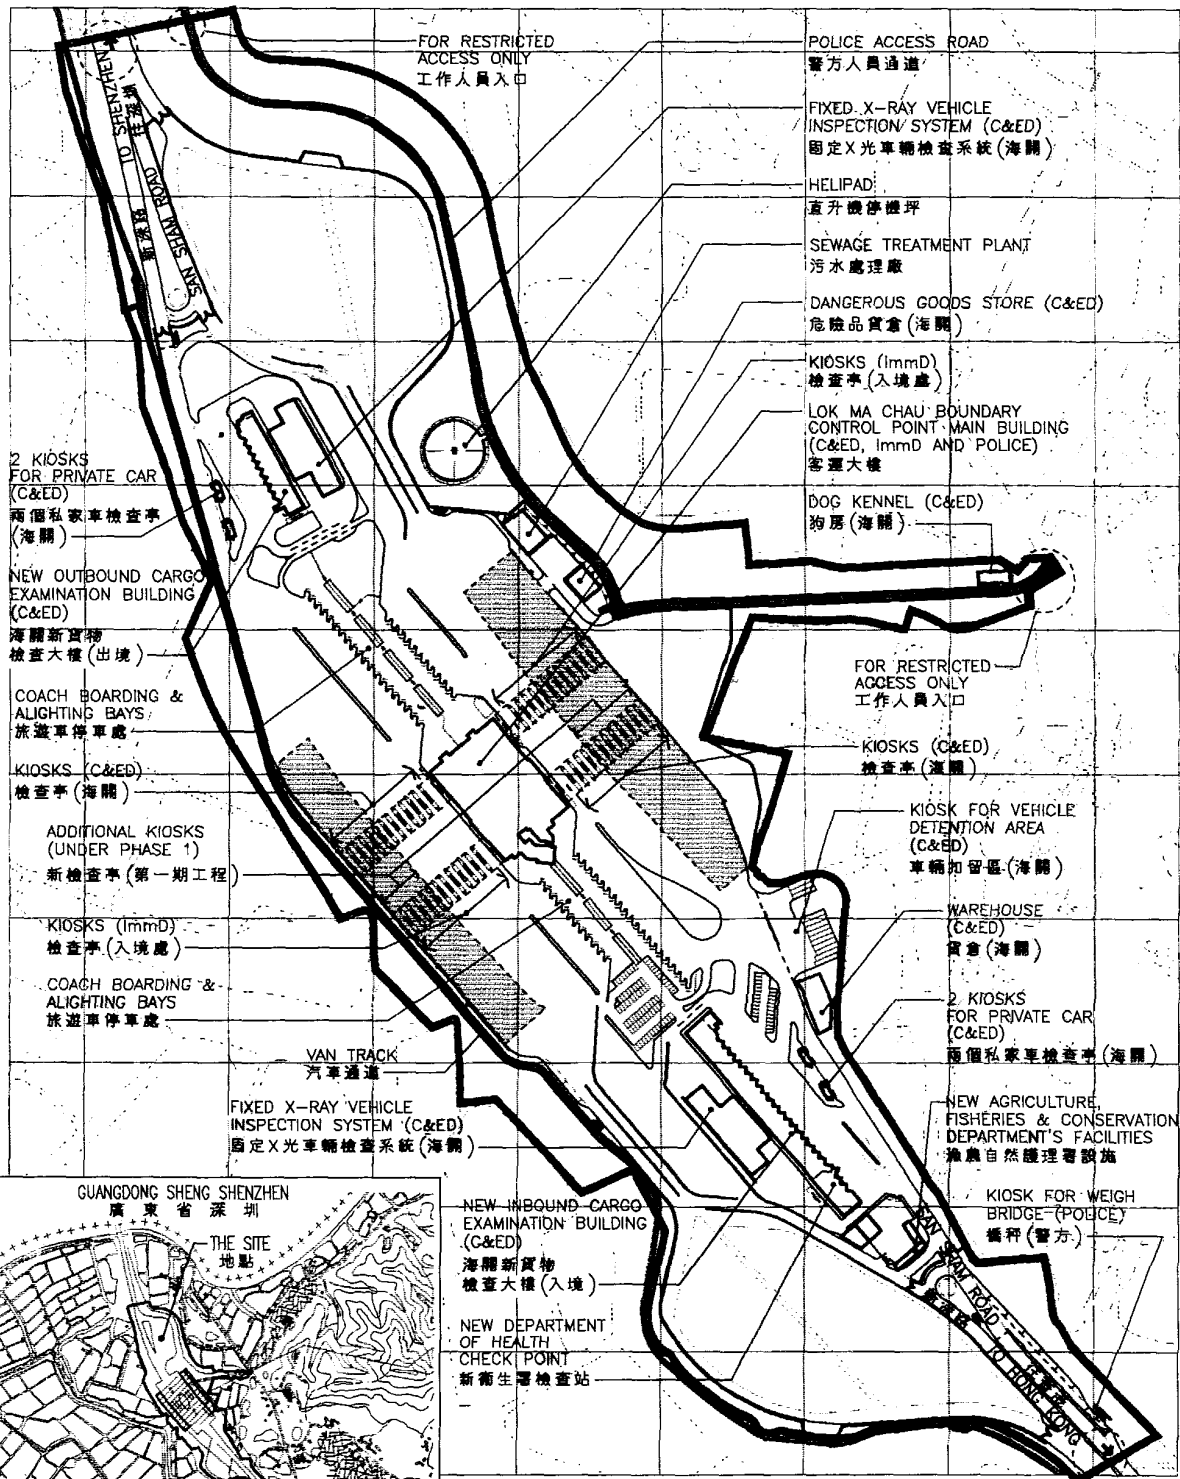 FOR RESTRICTED
ACCESS ONLY
工作人員入口
POLICE ACCESS ROAD
警方人員通道
FIXED X-RAY VEHICLE
INSPECTION SYSTEM (C&ED)
固定X光車輛檢查系統(海關)
HELIPAD
直升機停機坪
SEWAGE TREATMENT PLANT
污水處理廠
DANGEROUS GOODS STORE (C&ED)
危險品貨倉(海關)
KIOSKS (ImmD)
檢查亭(入境處)
LOK MA CHAU BOUNDARY
CONTROL POINT MAIN BUILDING
(C&ED, ImmD AND POLICE)
客運大樓
DOG KENNEL (C&ED)
狗房(海關)
SAN SHAM ROAD TO SHENZHEN
新深路
往深圳
2 KIOSKS
FOR PRIVATE CAR
(C&ED)
兩個私家車檢查亭
(海關)
NEW OUTBOUND CARGO
EXAMINATION BUILDING
(C&ED)
海關新貨物
檢查大樓(出境)
COACH BOARDING &
ALIGHTING BAYS
旅遊車停車處
KIOSKS (C&ED)
檢查亭(海關)
ADDITIONAL KIOSKS
(UNDER PHASE 1)
新檢查亭(第一期工程)
KIOSKS (ImmD)
檢查亭(入境處)
COACH BOARDING &
ALIGHTING BAYS
旅遊車停車處
VAN TRACK
汽車通道
FIXED X-RAY VEHICLE
INSPECTION SYSTEM (C&ED)
固定X光車輛檢查系統(海關)
FOR RESTRICTED
ACCESS ONLY
工作人員入口
KIOSKS (C&ED)
檢查亭(海關)
KIOSK FOR VEHICLE
DETENTION AREA
(C&ED)
車輛扣留區(海關)
WAREHOUSE
(C&ED)
貨倉(海關)
2 KIOSKS
FOR PRIVATE CAR
(C&ED)
兩個私家車檢查亭(海關)
NEW AGRICULTURE,
FISHERIES & CONSERVATION
DEPARTMENT'S FACILITIES
漁農自然護理署設施
KIOSK FOR WEIGH
BRIDGE (POLICE)
橋秤(警方)
NEW INBOUND CARGO
EXAMINATION BUILDING
(C&ED)
海關新貨物
檢查大樓(入境)
NEW DEPARTMENT
OF HEALTH
CHECK POINT
新衛生署檢查站
SAN SHAM ROAD TO HONG KONG
新深路
往香港
GUANGDONG SHENG SHENZHEN
廣東省深圳
THE SITE
地點